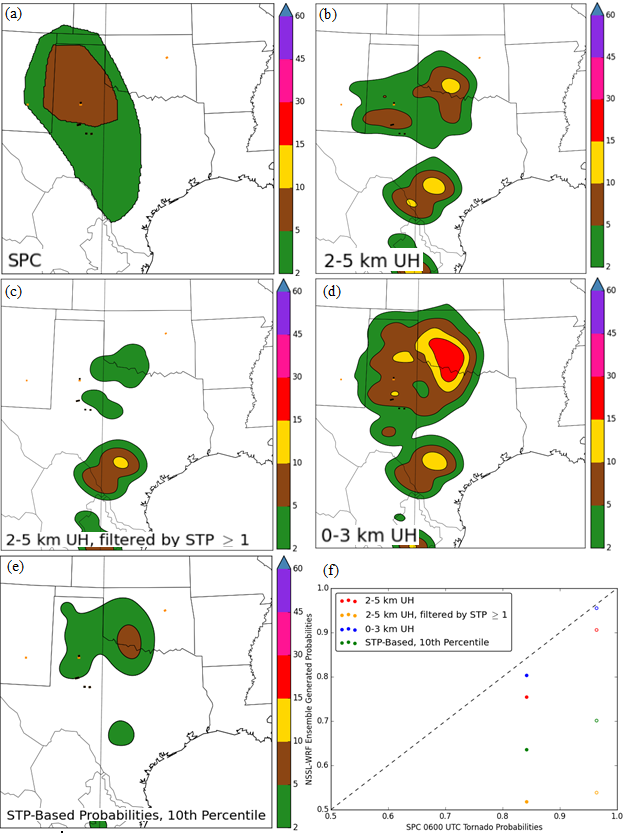 (a)
60
45
30
15
10
5
2
SPC
(b)
60
45
30
15
10
5
2
2-5 km UH
(c)
60
45
30
15
10
5
2
2-5 km UH, filtered by STP ≥ 1
(d)
60
45
30
15
10
5
2
0-3 km UH
(e)
60
45
30
15
10
5
2
STP-Based Probabilities, 10th Percentile
(f)
NSSL-WRF Ensemble Generated Probabilities
1.0
0.9
0.8
0.7
0.6
0.5
2-5 km UH
2-5 km UH, filtered by STP ≥ 1
0-3 km UH
STP-Based, 10th Percentile
0.5 0.6 0.7 0.8 0.9 1.0
SPC 0600 UTC Tornado Probabilities